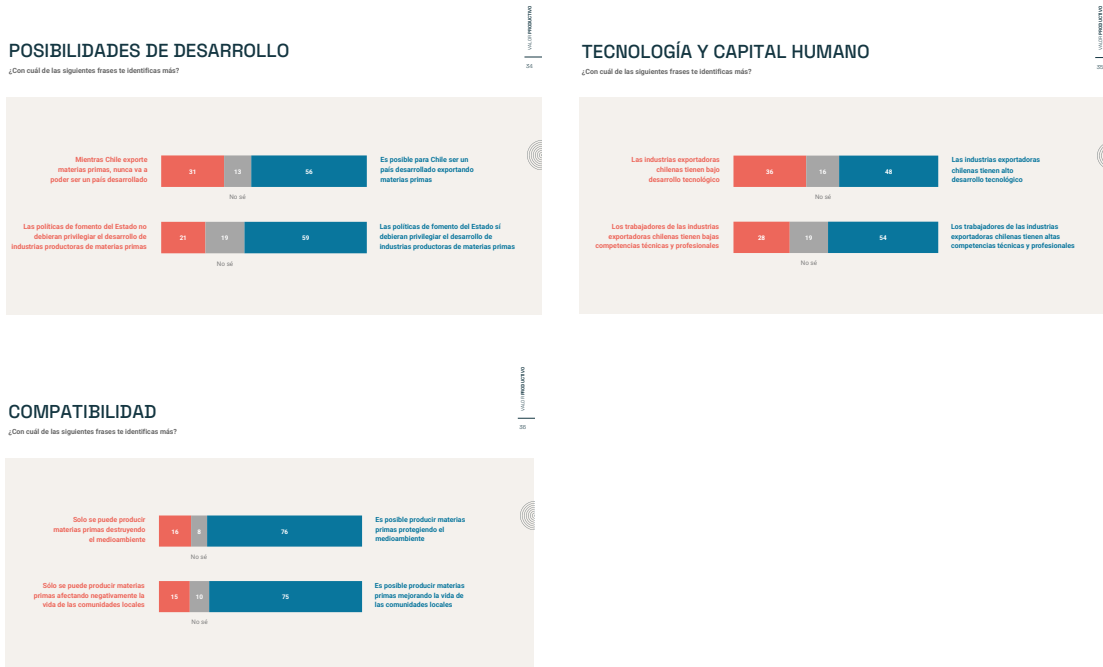 VALOR PRODUCTIVO
POSIBILIDADES DE DESARROLLO
34
¿Con cuál de las siguientes frases te identificas más?
Mientras Chile exporte
materias primas, nunca va a
poder ser un país desarrollado
31 13 56
Es posible para Chile ser un
país desarrollado exportando
materias primas
No sé
Las políticas de fomento del Estado no
debieran privilegiar el desarrollo de
industrias productoras de materias primas
21 19 59
Las políticas de fomento del Estado sí
debieran privilegiar el desarrollo de
industrias productoras de materias primas
No sé
VALOR PRODUCTIVO
TECNOLOGÍA Y CAPITAL HUMANO
35
¿Con cuál de las siguientes frases te identificas más?
Las industrias exportadoras
chilenas tienen bajo
desarrollo tecnológico
36 16 48
Las industrias exportadoras
chilenas tienen alto
desarrollo tecnológico
No sé
Los trabajadores de las industrias
exportadoras chilenas tienen bajas
competencias técnicas y profesionales
28 19 54
Los trabajadores de las industrias
exportadoras chilenas tienen altas
competencias técnicas y profesionales
No sé
VALOR PRODUCTIVO
COMPATIBILIDAD
36
¿Con cuál de las siguientes frases te identificas más?
Solo se puede producir
materias primas destruyendo
el medioambiente
16 8 76
Es posible producir materias
primas protegiendo el
medioambiente
No sé
Sólo se puede producir materias
primas afectando negativamente la
vida de las comunidades locales
15 10 75
Es posible producir materias
primas mejorando la vida de
las comunidades locales
No sé